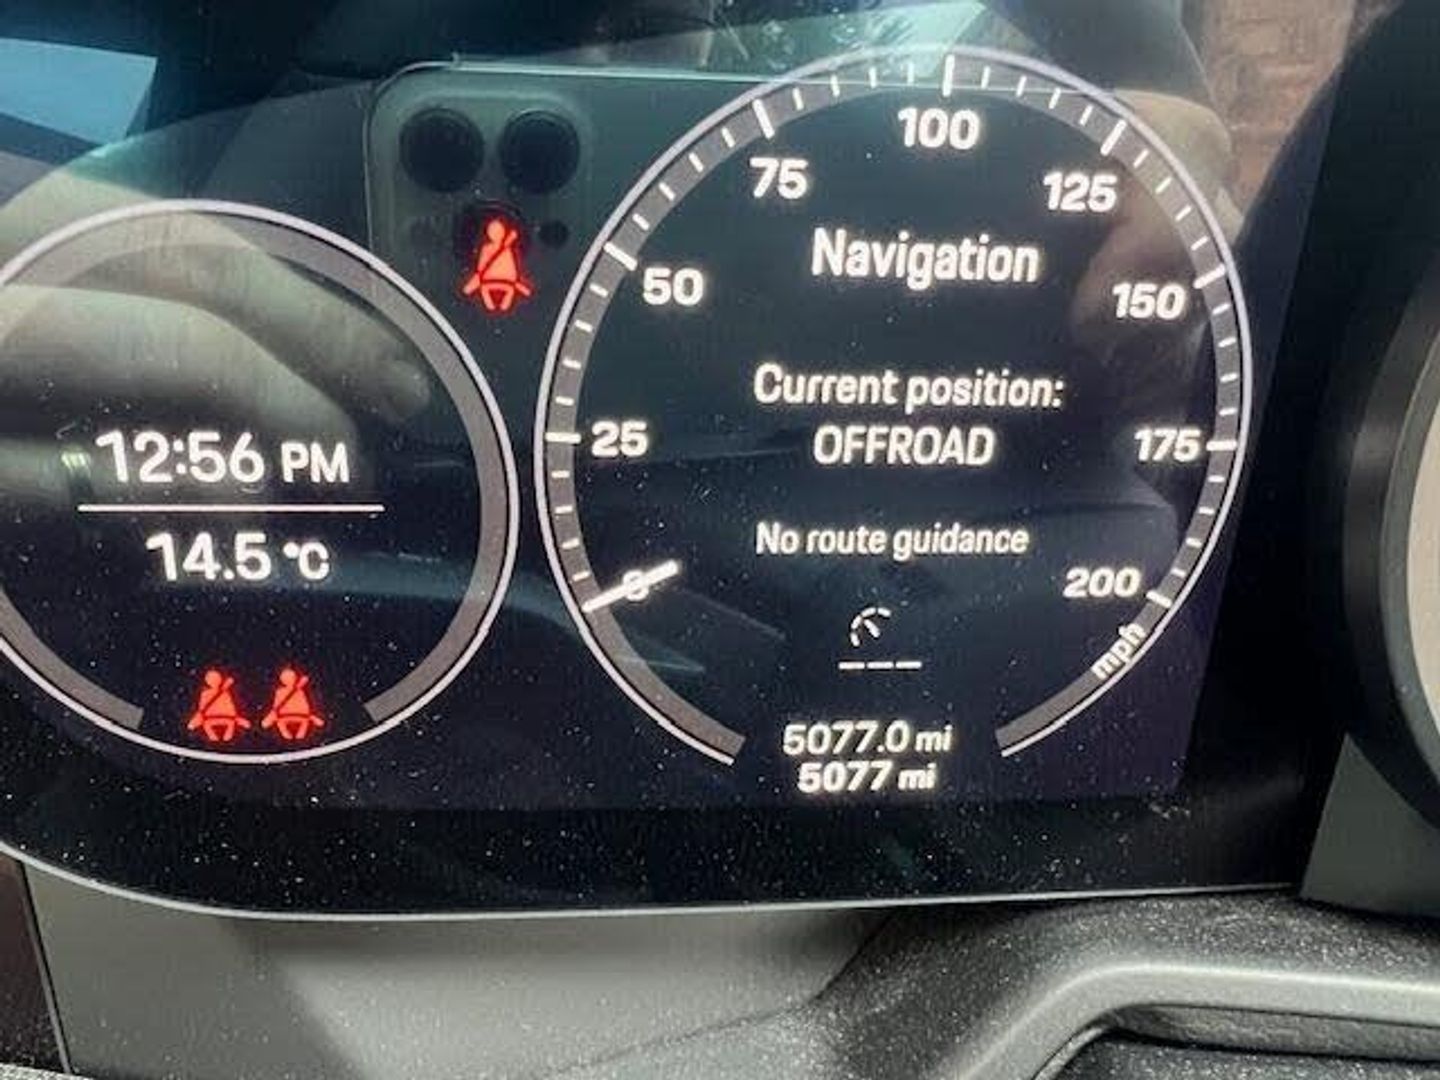 12:56 PM
14.5 °C
0
25
50
75
100
125
150
175
200
mph
Navigation
Current position:
OFFROAD
No route guidance
5077.0 mi
5077 mi